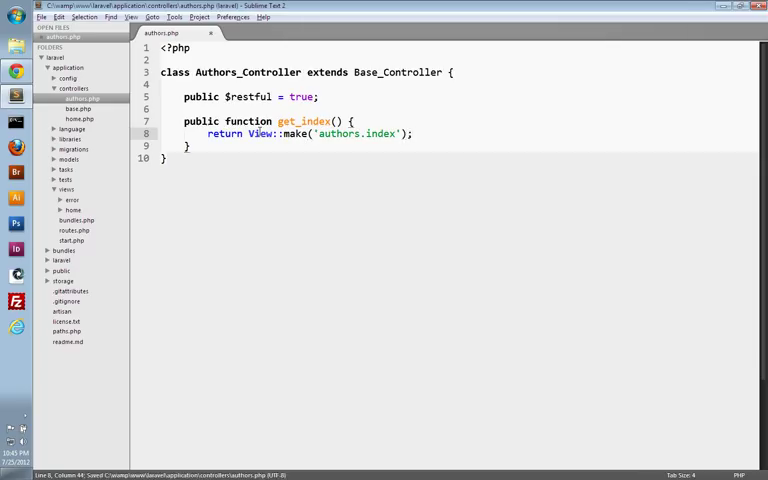 C:\wamp\www\laravel\application\controllers\authors.php (laravel) - Sublime Text 2
File Edit Selection Find View Goto Tools Project Preferences Help
OPEN FILES
authors.php
FOLDERS
laravel
application
config
controllers
authors.php
base.php
home.php
language
libraries
migrations
models
tasks
tests
views
error
home
bundles.php
routes.php
start.php
bundles
laravel
public
storage
.gitattributes
.gitignore
artisan
license.txt
paths.php
readme.md
authors.php
1 <?php
2
3 class Authors_Controller extends Base_Controller {
4
5 public $restful = true;
6
7 public function get_index() {
8 return View::make('authors.index');
9 }
10 }
Br
Ai
Ps
Id
Fz
10:45 PM
7/25/2012
Line 8, Column 44; Saved C:\wamp\www\laravel\application\controllers\authors.php (UTF-8)
Tab Size: 4
PHP